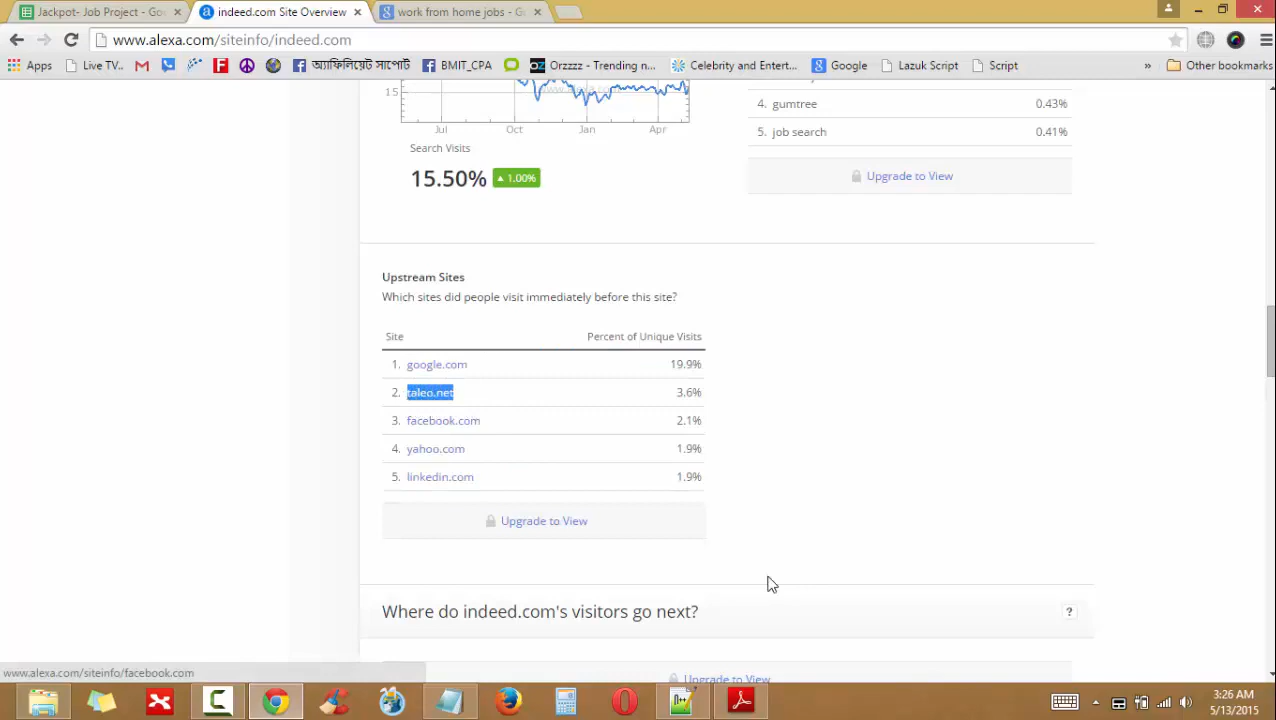 Jackpot- Job Project - Go
indeed.com Site Overview
work from home jobs - G
www.alexa.com/siteinfo/indeed.com
Apps
Live TV..
অ্যাফিলিয়েট সাপোর্ট
BMIT_CPA
Orzzzz - Trending n...
Celebrity and Entert...
Google
Lazuk Script
Script
»
Other bookmarks
15
Jul Oct Jan Apr
Search Visits
15.50% 1.00%
4. gumtree 0.43%
5. job search 0.41%
Upgrade to View
Upstream Sites
Which sites did people visit immediately before this site?
Site Percent of Unique Visits
1. google.com 19.9%
2. taleo.net 3.6%
3. facebook.com 2.1%
4. yahoo.com 1.9%
5. linkedin.com 1.9%
Upgrade to View
Where do indeed.com's visitors go next? ?
Upgrade to View
www.alexa.com/siteinfo/facebook.com
3:26 AM
5/13/2015